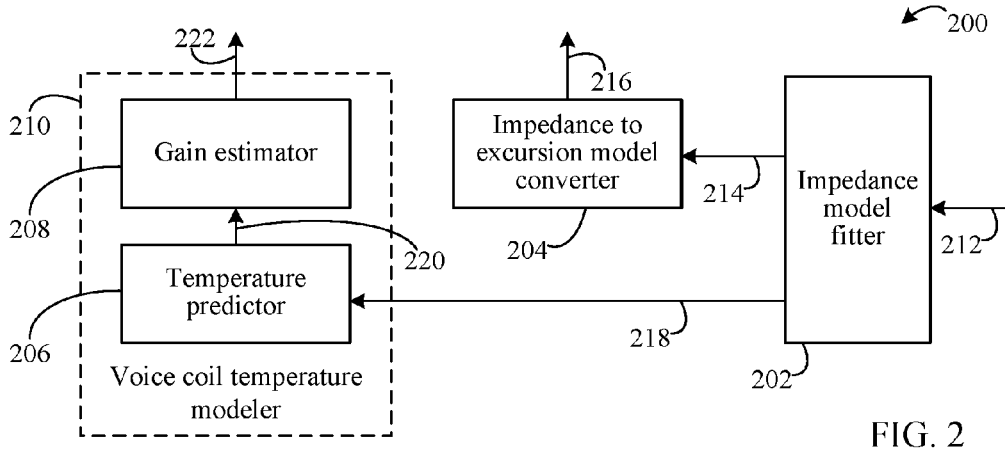 200
222
216
210
Gain estimator
Impedance to
excursion model
converter
214
Impedance
model
fitter
212
208
204
220
Temperature
predictor
218
206
202
Voice coil temperature
modeler
FIG. 2